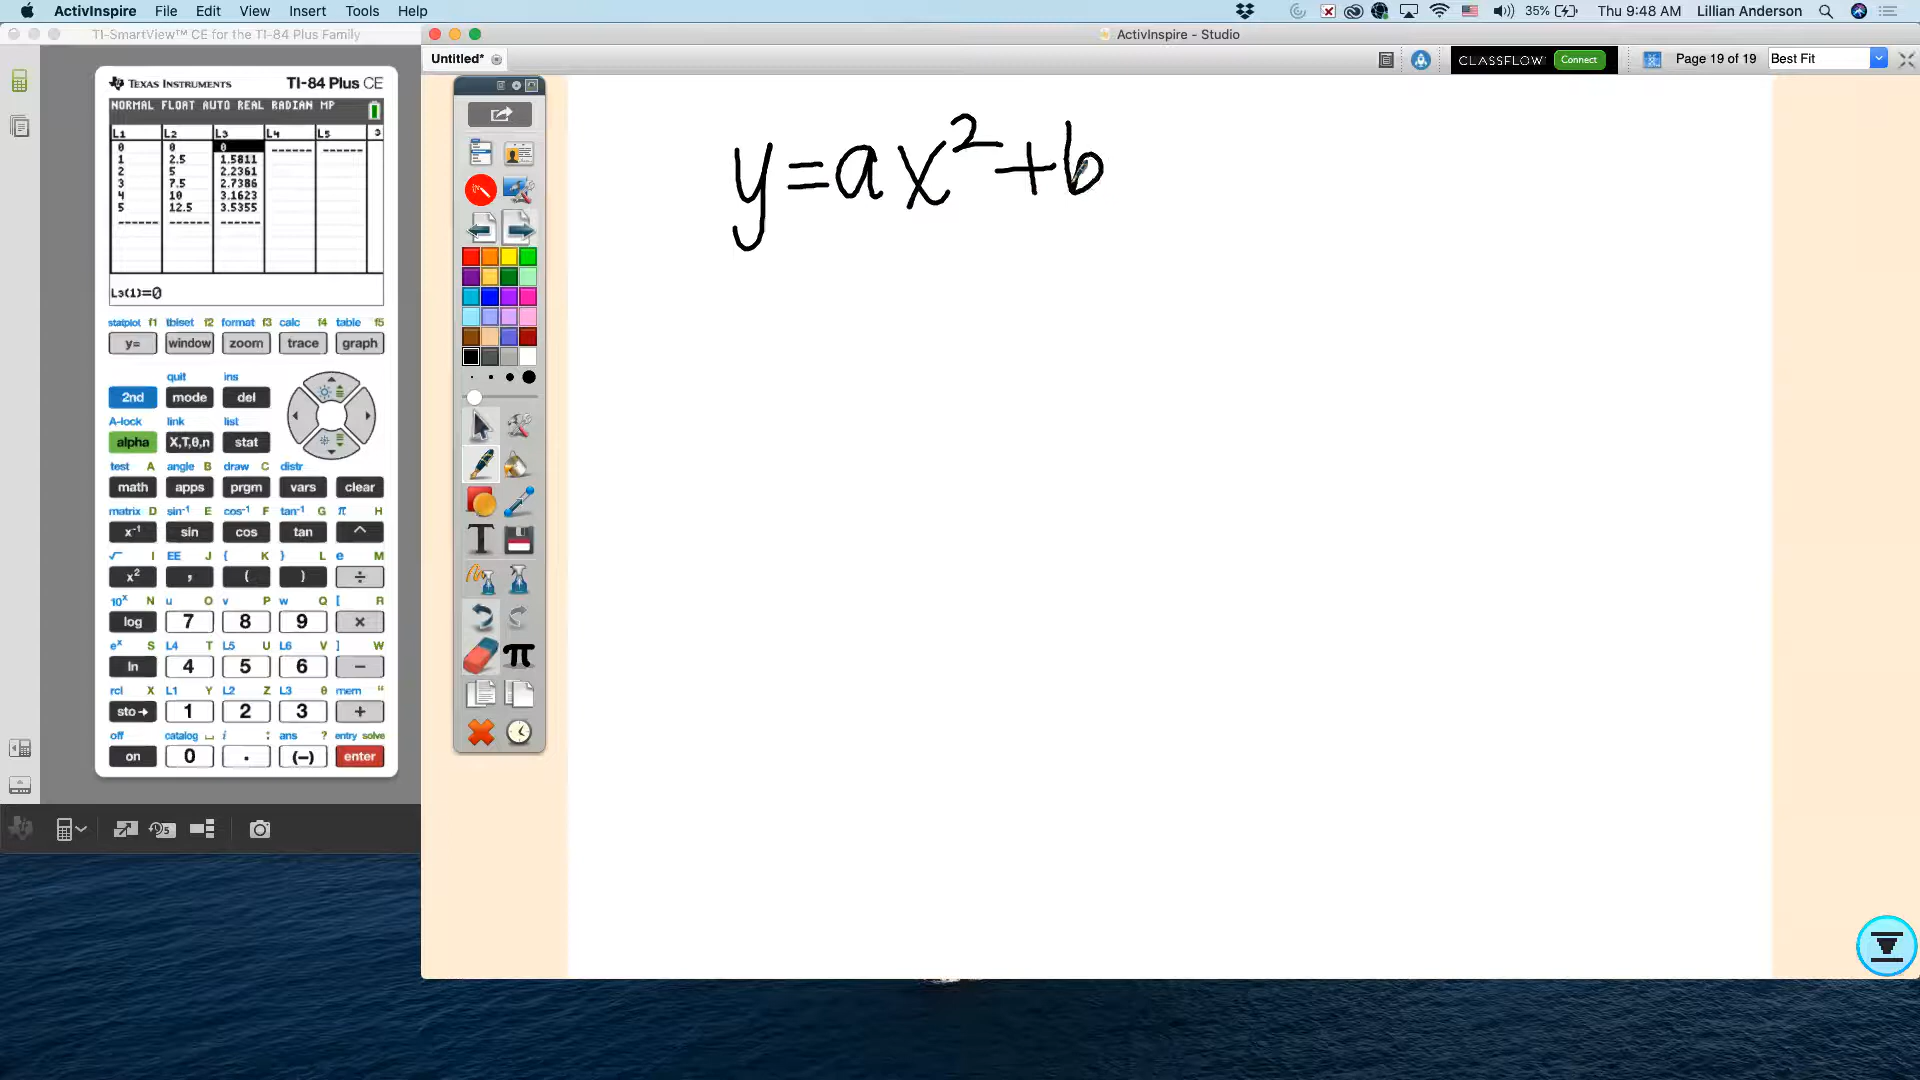 ActivInspire File Edit View Insert Tools Help 35% Thu 9:48 AM Lillian Anderson
TI-SmartView™ CE for the TI-84 Plus Family
ActivInspire - Studio
Untitled*
CLASSFLOW Connect Page 19 of 19 Best Fit
TEXAS INSTRUMENTS TI-84 Plus CE
NORMAL FLOAT AUTO REAL RADIAN MP
L1 L2 L3 L4 L5 3
0 0 0 ------ ------
1 2.5 1.5811
2 5 2.2361
3 7.5 2.7386
4 10 3.1623
5 12.5 3.5355
------ ------ ------
L3(1)=0
y=ax²+b
statplot f1 tblset f2 format f3 calc f4 table f5
y= window zoom trace graph
quit ins
2nd mode del
A-lock link list
alpha X,T,θ,n stat
test A angle B draw C distr
math apps prgm vars clear
matrix D sin⁻¹ E cos⁻¹ F tan⁻¹ G π H
x⁻¹ sin cos tan ^
√ I EE J { K } L e M
x² , ( ) ÷
10ˣ N u O v P w Q [ R
log 7 8 9 ×
eˣ S L4 T L5 U L6 V ] W
ln 4 5 6 −
rcl X L1 Y L2 Z L3 θ mem "
sto→ 1 2 3 +
off catalog ⎵ i : ans ? entry solve
on 0 . (−) enter
T π